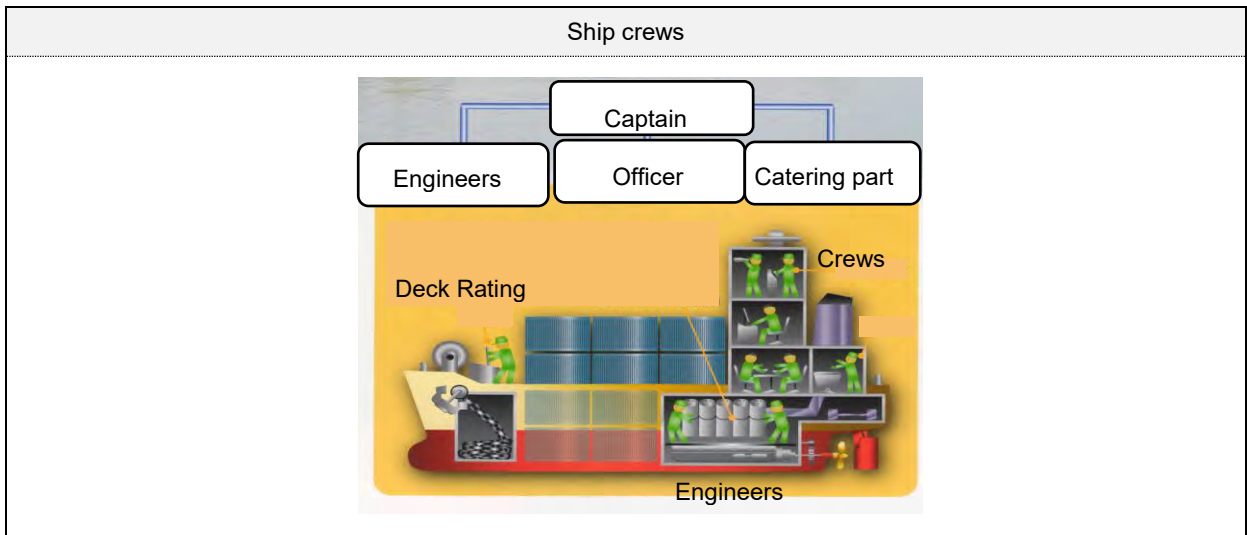 Ship crews
Captain
Engineers
Officer
Catering part
Crews
Deck Rating
Engineers